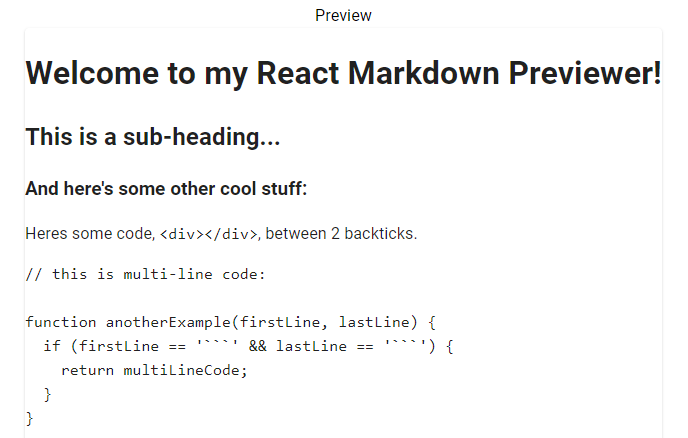 Preview
Welcome to my React Markdown Previewer!
This is a sub-heading...
And here's some other cool stuff:
Heres some code, <div></div>, between 2 backticks.
// this is multi-line code:
function anotherExample(firstLine, lastLine) {
  if (firstLine == '```' && lastLine == '```') {
    return multiLineCode;
  }
}